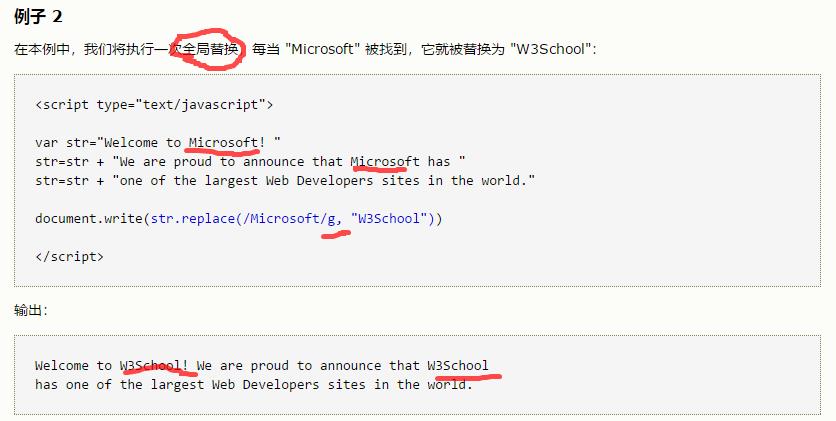 例子 2
在本例中，我们将执行一次全局替换，每当 "Microsoft" 被找到，它就被替换为 "W3School"：
<script type="text/javascript">
var str="Welcome to Microsoft! "
str=str + "We are proud to announce that Microsoft has "
str=str + "one of the largest Web Developers sites in the world."
document.write(str.replace(/Microsoft/g, "W3School"))
</script>
输出：
Welcome to W3School! We are proud to announce that W3School
has one of the largest Web Developers sites in the world.